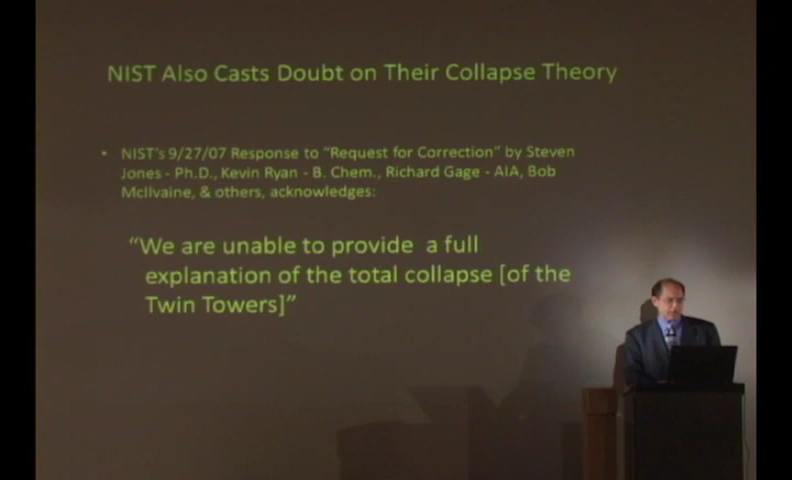 NIST Also Casts Doubt on Their Collapse Theory
• NIST's 9/27/07 Response to "Request for Correction" by Steven
Jones - Ph.D., Kevin Ryan - B. Chem., Richard Gage - AIA, Bob
McIlvaine, & others, acknowledges:
"We are unable to provide a full
explanation of the total collapse [of the
Twin Towers]"